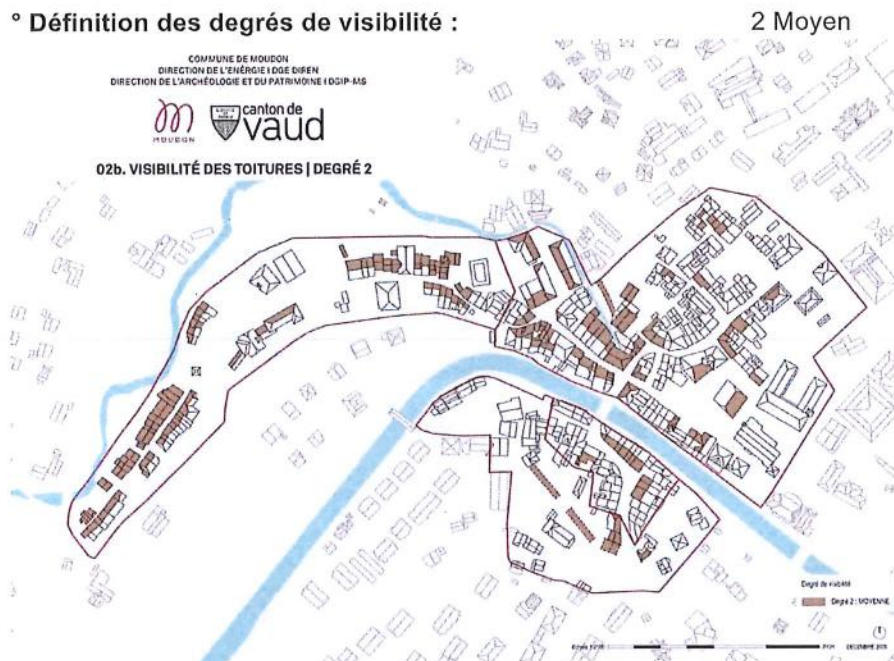 ° Définition des degrés de visibilité :
2 Moyen
COMMUNE DE MOUDON
DIRECTION DE L'ÉNERGIE I DGE DIREN
DIRECTION DE L'ARCHÉOLOGIE ET DU PATRIMOINE I DGIP-MS
MOUDON
canton de
vaud
02b. VISIBILITÉ DES TOITURES | DEGRÉ 2
Degré de visibilité
Degré 2 : MOYENNE